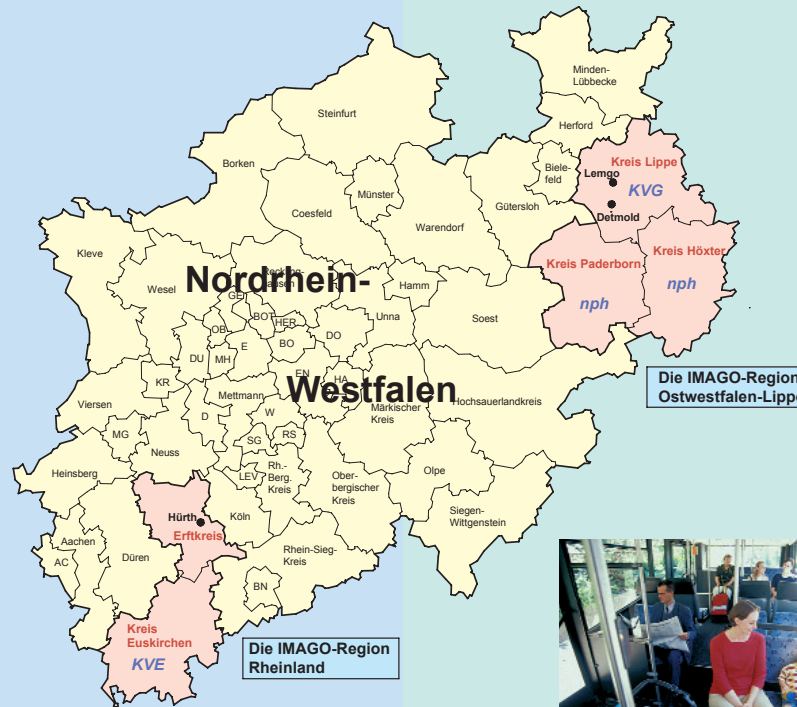 Minden-
Lübbecke
Steinfurt
Herford
Borken
Biele-
feld
Kreis Lippe
Lemgo
KVG
Münster
Coesfeld
Gütersloh
Detmold
Warendorf
Kleve
Kreis Höxter
Kreis Paderborn
Nordrhein-
Reckling-
hausen
Wesel
Hamm
nph
nph
GE
BOT
HER
Unna
Soest
OB
DO
BO
E
DU
MH
EN
HA
Westfalen
KR
Mettmann
Die IMAGO-Region
Ostwestfalen-Lippe
Viersen
D
Märkischer
Kreis
Hochsauerlandkreis
W
MG
SG
RS
Neuss
Heinsberg
LEV
Rh.-
Berg.
Kreis
Ober-
bergischer
Kreis
Olpe
Hürth
Köln
Siegen-
Wittgenstein
Erftkreis
Aachen
AC
Düren
Rhein-Sieg-
Kreis
BN
Kreis
Euskirchen
KVE
Die IMAGO-Region
Rheinland